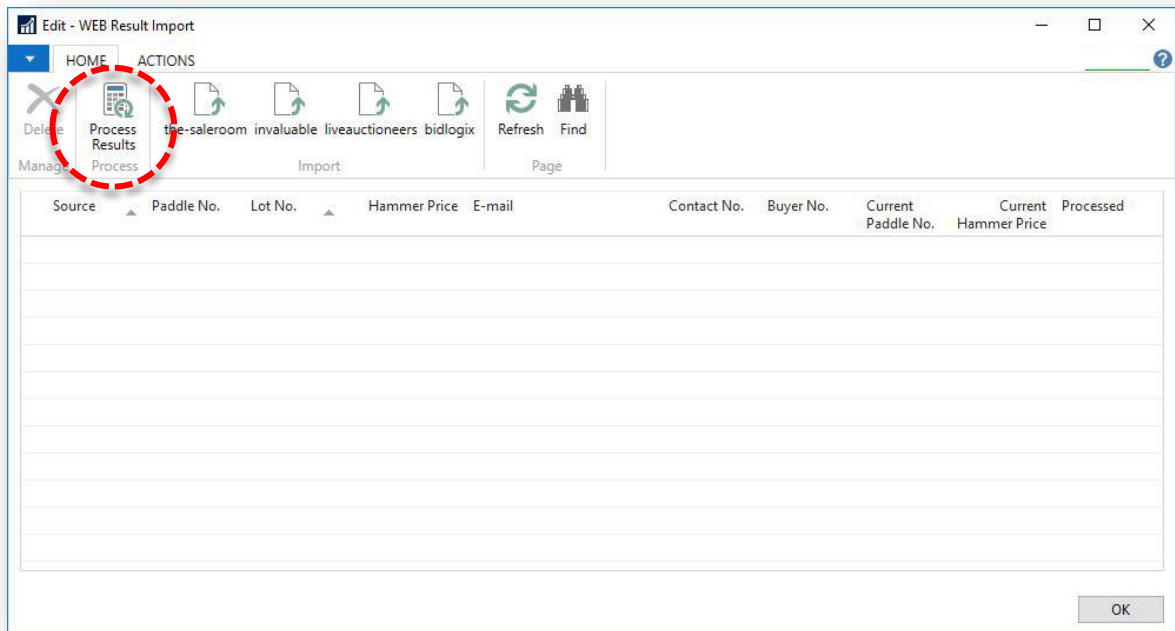 Edit - WEB Result Import
HOME ACTIONS
Delete Process Results the-saleroom invaluable liveauctioneers bidlogix Refresh Find
Manage Process Import Page
Source Paddle No. Lot No. Hammer Price E-mail Contact No. Buyer No. Current Paddle No. Current Hammer Price Processed
OK